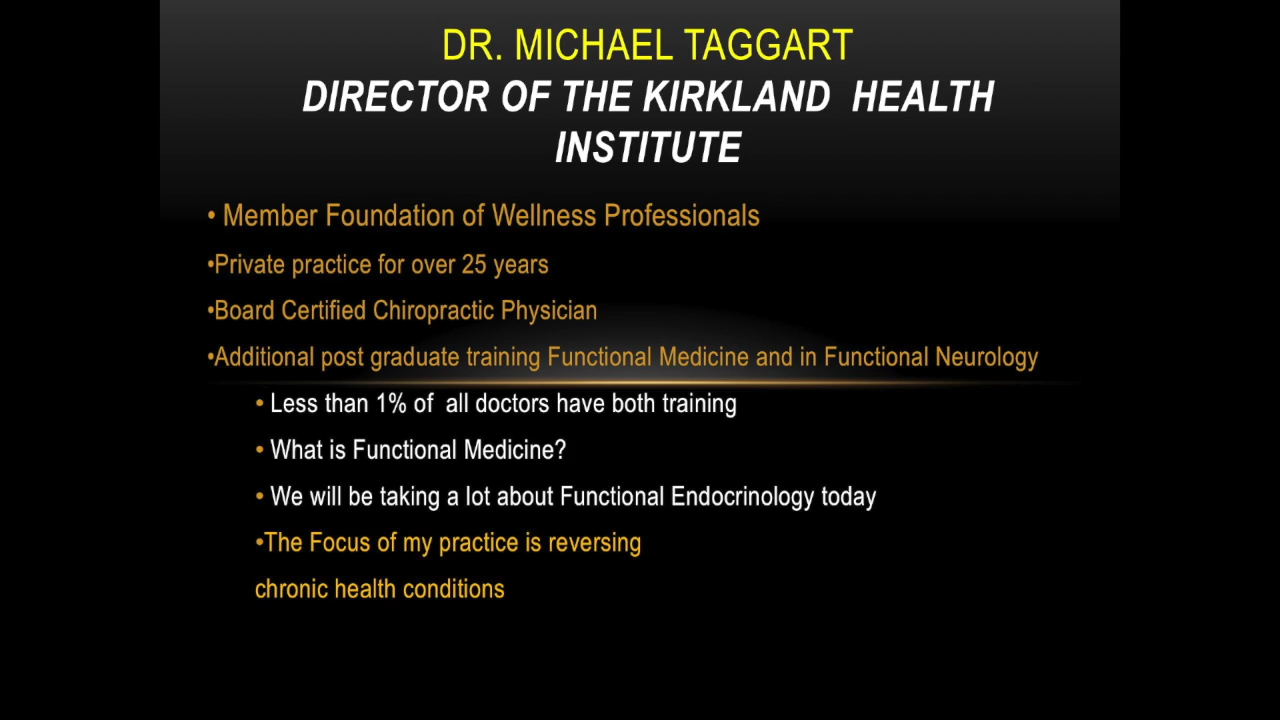 DR. MICHAEL TAGGART
DIRECTOR OF THE KIRKLAND HEALTH
INSTITUTE
• Member Foundation of Wellness Professionals
•Private practice for over 25 years
•Board Certified Chiropractic Physician
•Additional post graduate training Functional Medicine and in Functional Neurology
• Less than 1% of all doctors have both training
• What is Functional Medicine?
• We will be taking a lot about Functional Endocrinology today
•The Focus of my practice is reversing
chronic health conditions